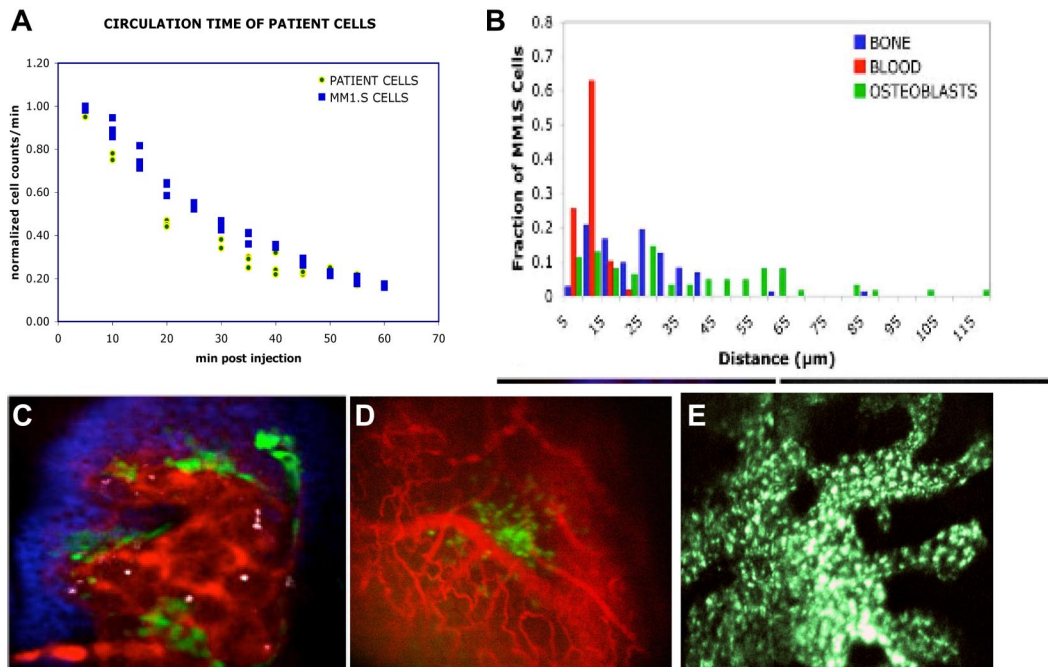 A
CIRCULATION TIME OF PATIENT CELLS
normalized cell counts/min
1.20
1.00
0.80
0.60
0.40
0.20
0.00
PATIENT CELLS
MM1.S CELLS
0 10 20 30 40 50 60 70
min post injection
B
Fraction of MM1S Cells
0.8
0.7
0.6
0.5
0.4
0.3
0.2
0.1
0
BONE
BLOOD
OSTEOBLASTS
5 15 25 35 45 55 65 75 85 95 105 115
Distance (µm)
C
D
E